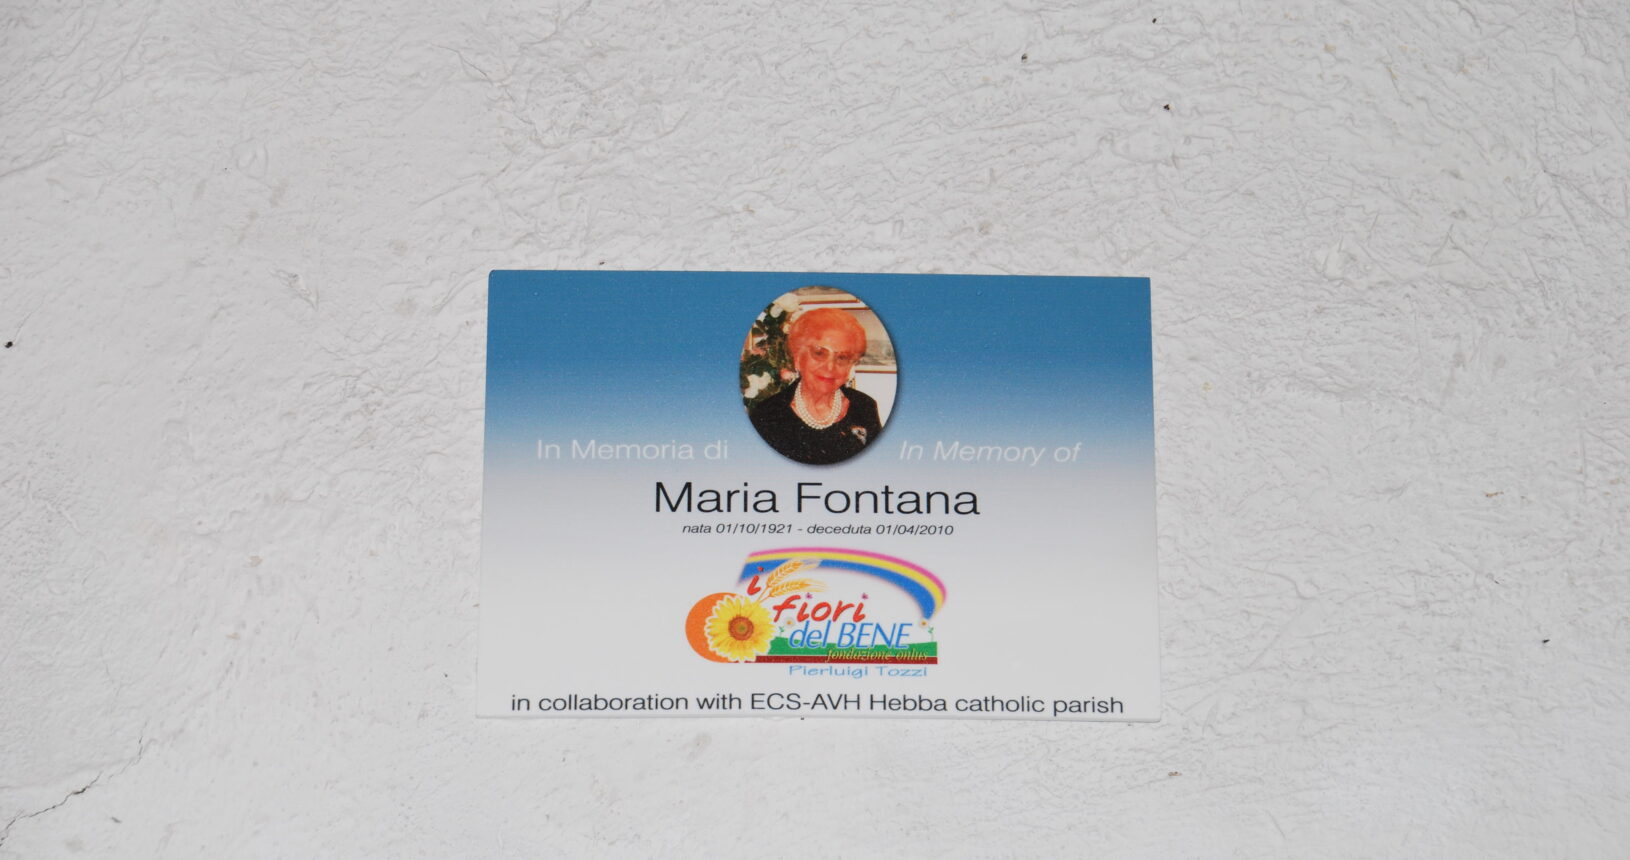 In Memoria di
In Memory of
Maria Fontana
nata 01/10/1921 - deceduta 01/04/2010
i
fiori
del BENE
fondazione onlus
Pierluigi Tozzi
in collaboration with ECS-AVH Hebba catholic parish